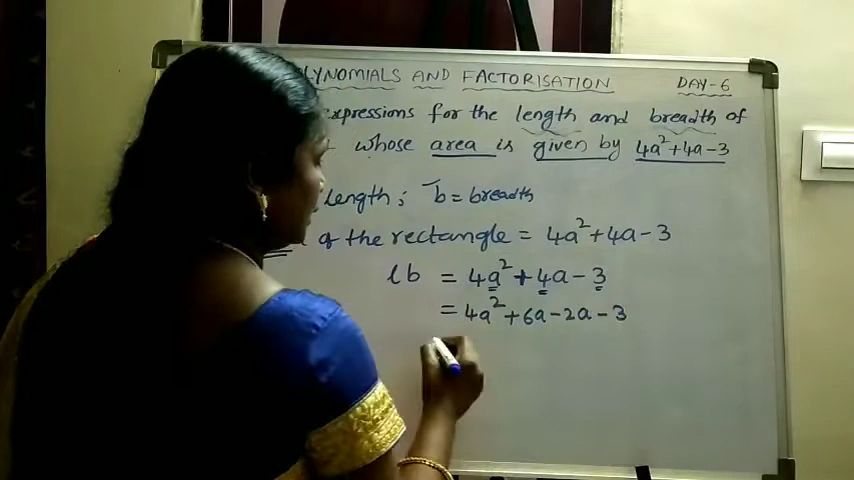 LYNOMIALS AND FACTORISATION DAY-6
expressions for the length and breadth of
whose area is given by 4a²+4a-3
length; b = breadth
of the rectangle = 4a²+4a-3
lb = 4a²+4a-3
= 4a²+6a-2a-3